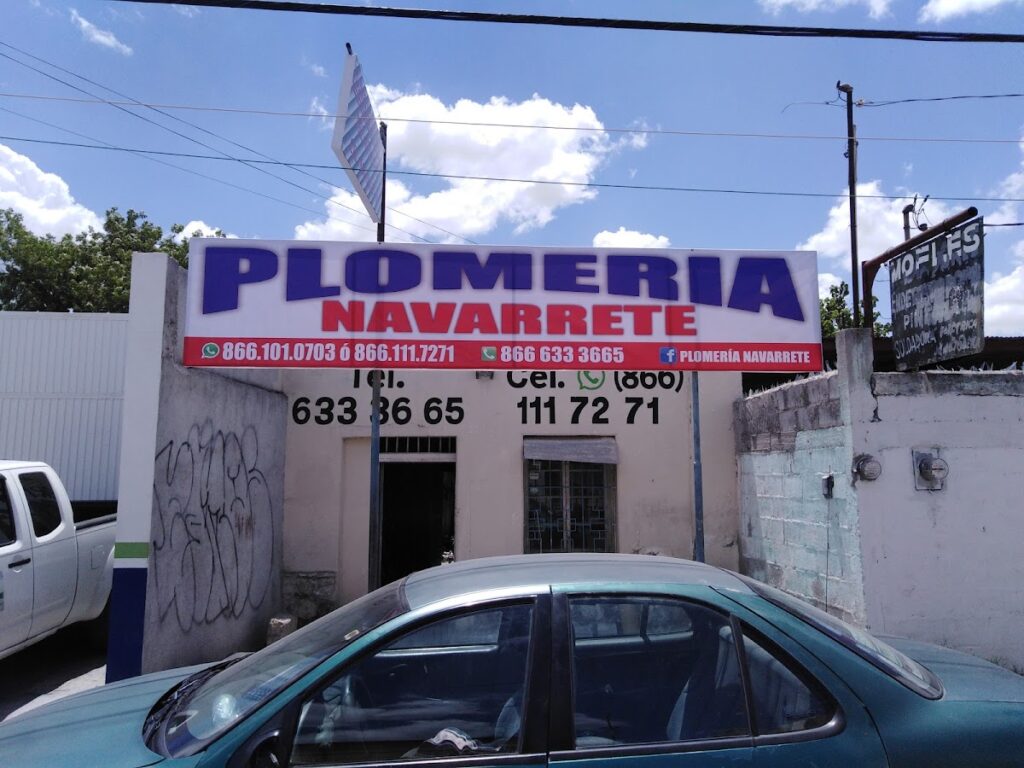 PLOMERIA
NAVARRETE
866.101.0703 ó 866.111.7271 866 633 3665 PLOMERÍA NAVARRETE
Tel. Cel. (866)
633 36 65 111 72 71
MOFLES
SOLDADURA